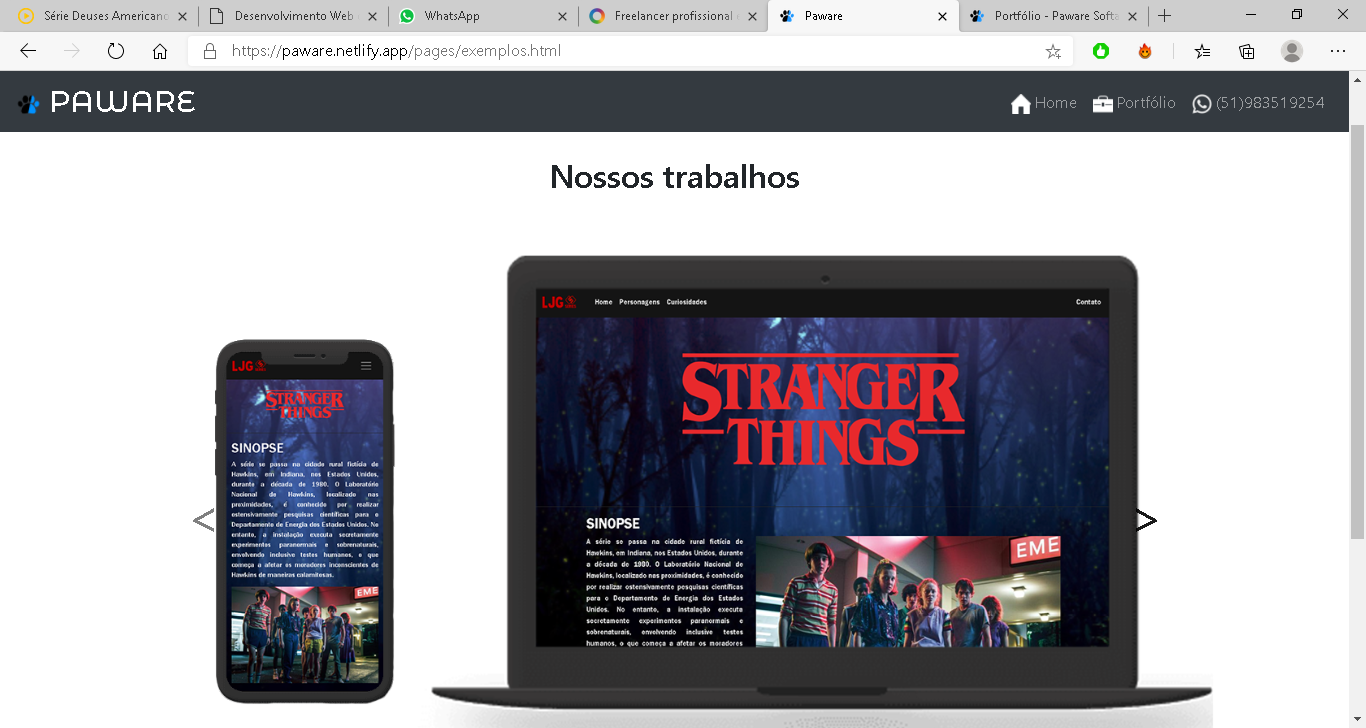 Série Deuses American
Desenvolvimento Web
WhatsApp
Freelancer profissional
Paware
Portfólio - Paware Softa
https://paware.netlify.app/pages/exemplos.html
PAWARE
Home
Portfólio
(51)983519254
Nossos trabalhos
LJG
STRANGER
THINGS
SINOPSE
A série se passa na cidade rural fictícia de
Hawkins, em Indiana, nos Estados Unidos,
durante a década de 1980. O Laboratório
Nacional de Hawkins, localizado nas
proximidades, é conhecido por realizar
ostensivamente pesquisas científicas para o
Departamento de Energia dos Estados Unidos. No
entanto, a instalação executa secretamente
experimentos paranormais e sobrenaturais,
envolvendo inclusive testes humanos, e que
começa a afetar os moradores inconscientes de
Hawkins de maneiras calamitosas.
EME
LJG
Home Personagens Curiosidades
Contato
STRANGER
THINGS
SINOPSE
A série se passa na cidade rural fictícia de
Hawkins, em Indiana, nos Estados Unidos, durante
a década de 1980. O Laboratório Nacional de
Hawkins, localizado nas proximidades, é conhecido
por realizar ostensivamente pesquisas científicas
para o Departamento de Energia dos Estados
Unidos. No entanto, a instalação executa
secretamente experimentos paranormais e
sobrenaturais, envolvendo inclusive testes
humanos, o que começa a afetar os moradores
EME